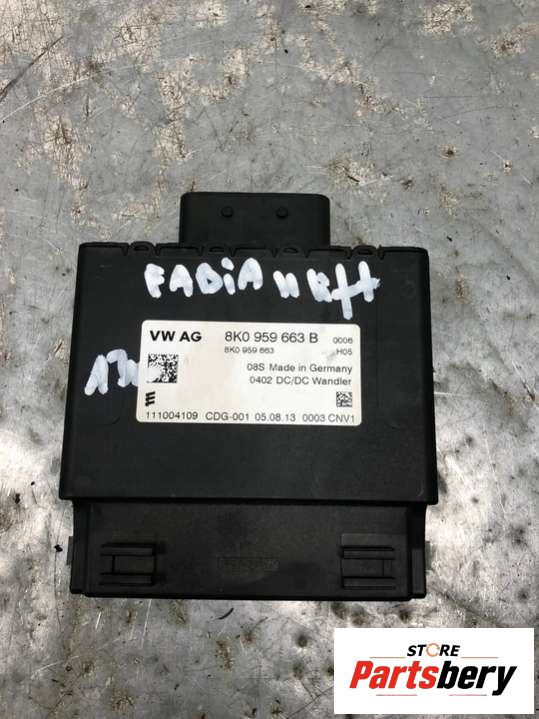 FABIA II
VW AG 8K0 959 663 B 0006
8K0 959 663 H05
08S Made in Germany
0402 DC/DC Wandler
111004109 CDG-001 05.08.13 0003 CNV1
STORE
Partsbery